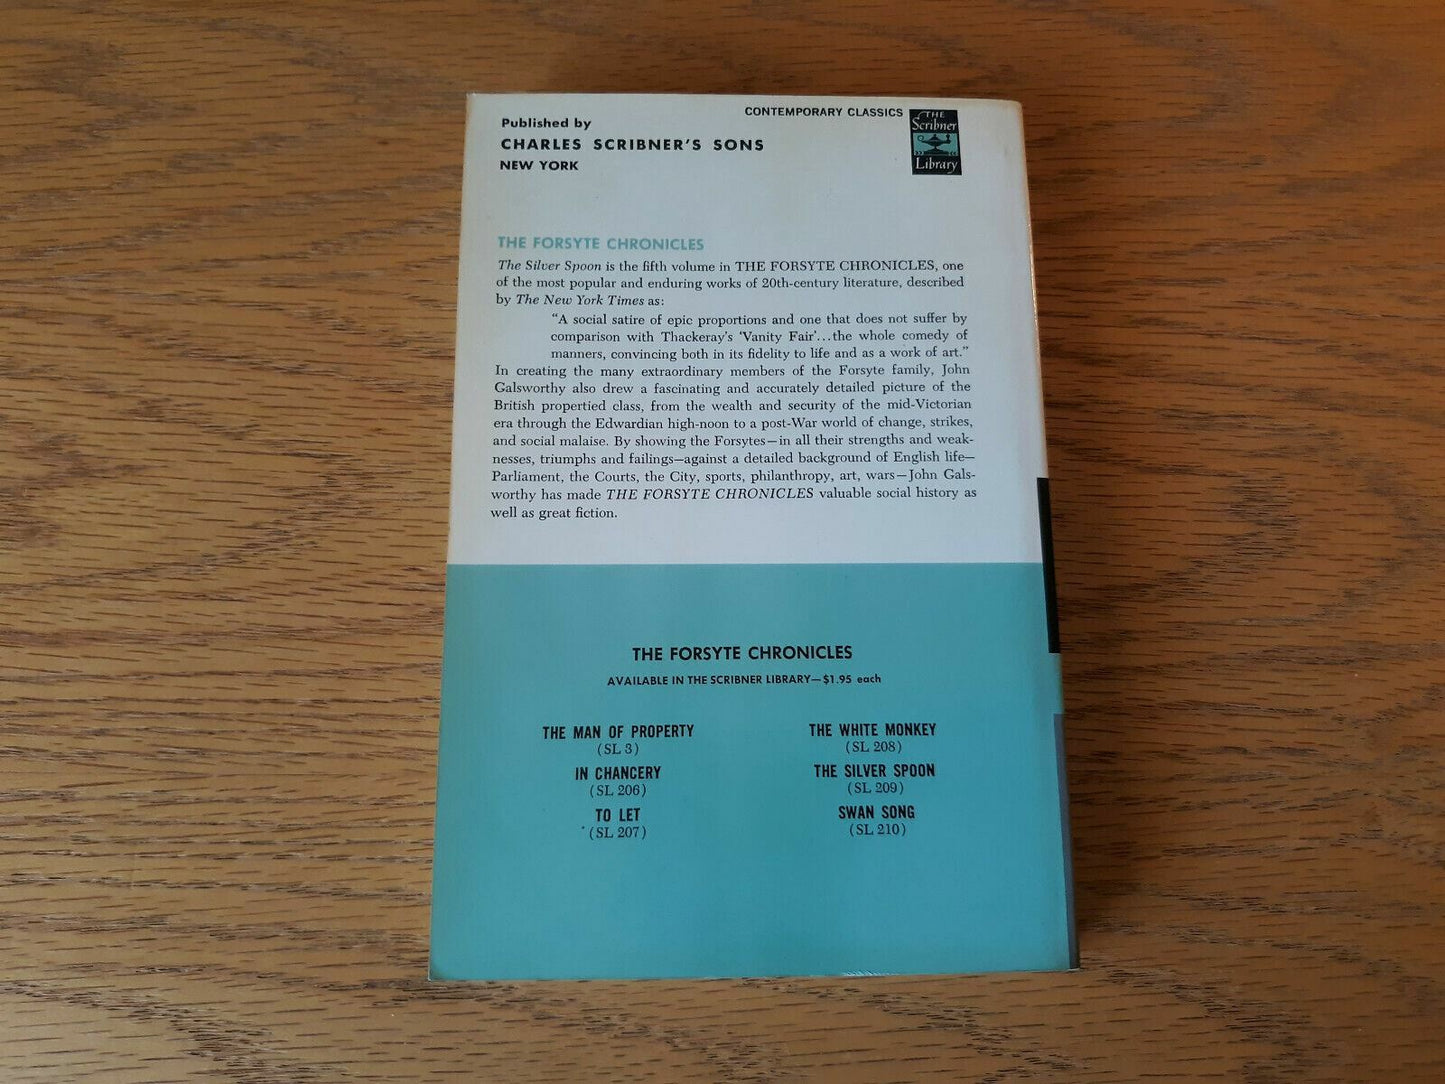 CONTEMPORARY CLASSICS
THE
Scribner
Library
Published by
CHARLES SCRIBNER'S SONS
NEW YORK
THE FORSYTE CHRONICLES
The Silver Spoon is the fifth volume in THE FORSYTE CHRONICLES, one
of the most popular and enduring works of 20th-century literature, described
by The New York Times as:
"A social satire of epic proportions and one that does not suffer by
comparison with Thackeray's 'Vanity Fair'...the whole comedy of
manners, convincing both in its fidelity to life and as a work of art."
In creating the many extraordinary members of the Forsyte family, John
Galsworthy also drew a fascinating and accurately detailed picture of the
British propertied class, from the wealth and security of the mid-Victorian
era through the Edwardian high-noon to a post-War world of change, strikes,
and social malaise. By showing the Forsytes—in all their strengths and weak-
nesses, triumphs and failings—against a detailed background of English life—
Parliament, the Courts, the City, sports, philanthropy, art, wars—John Gals-
worthy has made THE FORSYTE CHRONICLES valuable social history as
well as great fiction.
THE FORSYTE CHRONICLES
AVAILABLE IN THE SCRIBNER LIBRARY—$1.95 each
THE MAN OF PROPERTY
(SL 3)
IN CHANCERY
(SL 206)
TO LET
(SL 207)
THE WHITE MONKEY
(SL 208)
THE SILVER SPOON
(SL 209)
SWAN SONG
(SL 210)